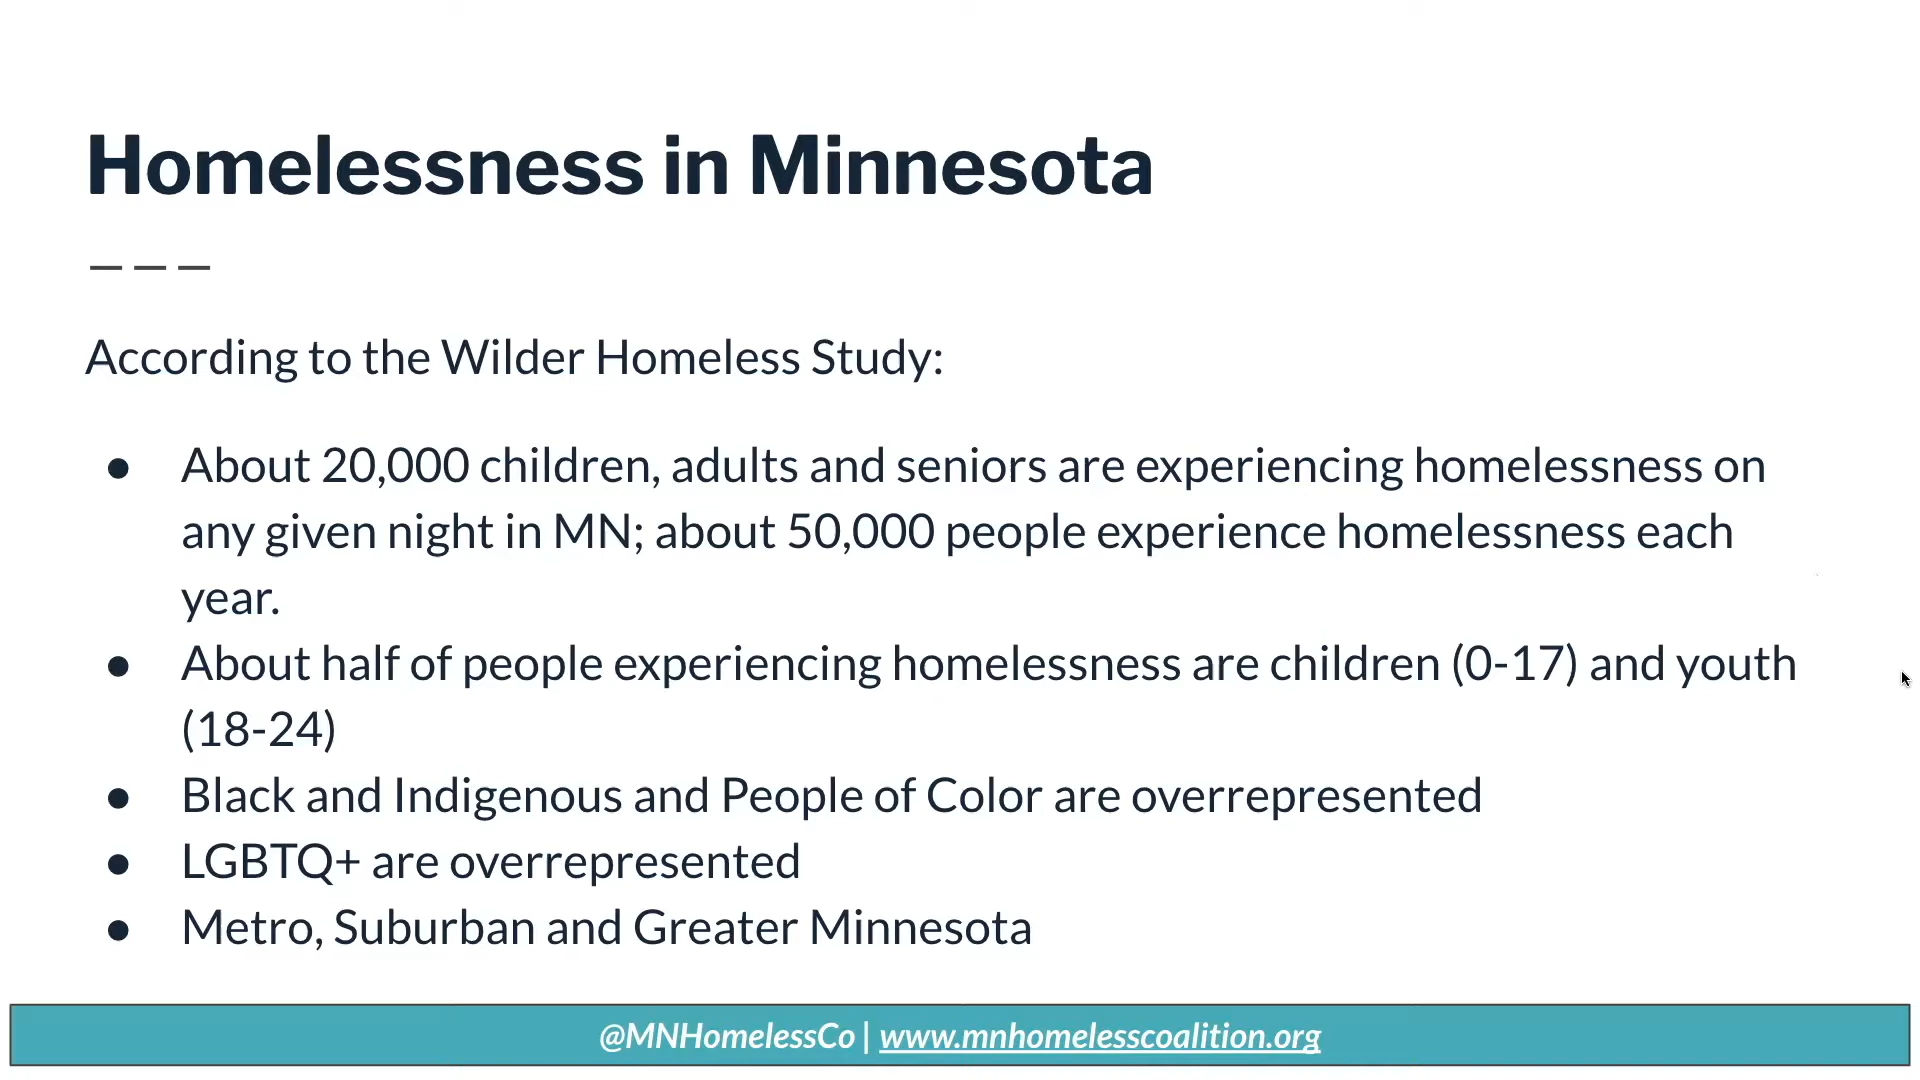 Homelessness in Minnesota
According to the Wilder Homeless Study:
● About 20,000 children, adults and seniors are experiencing homelessness on
any given night in MN; about 50,000 people experience homelessness each
year.
● About half of people experiencing homelessness are children (0-17) and youth
(18-24)
● Black and Indigenous and People of Color are overrepresented
● LGBTQ+ are overrepresented
● Metro, Suburban and Greater Minnesota
@MNHomelessCo | www.mnhomelesscoalition.org